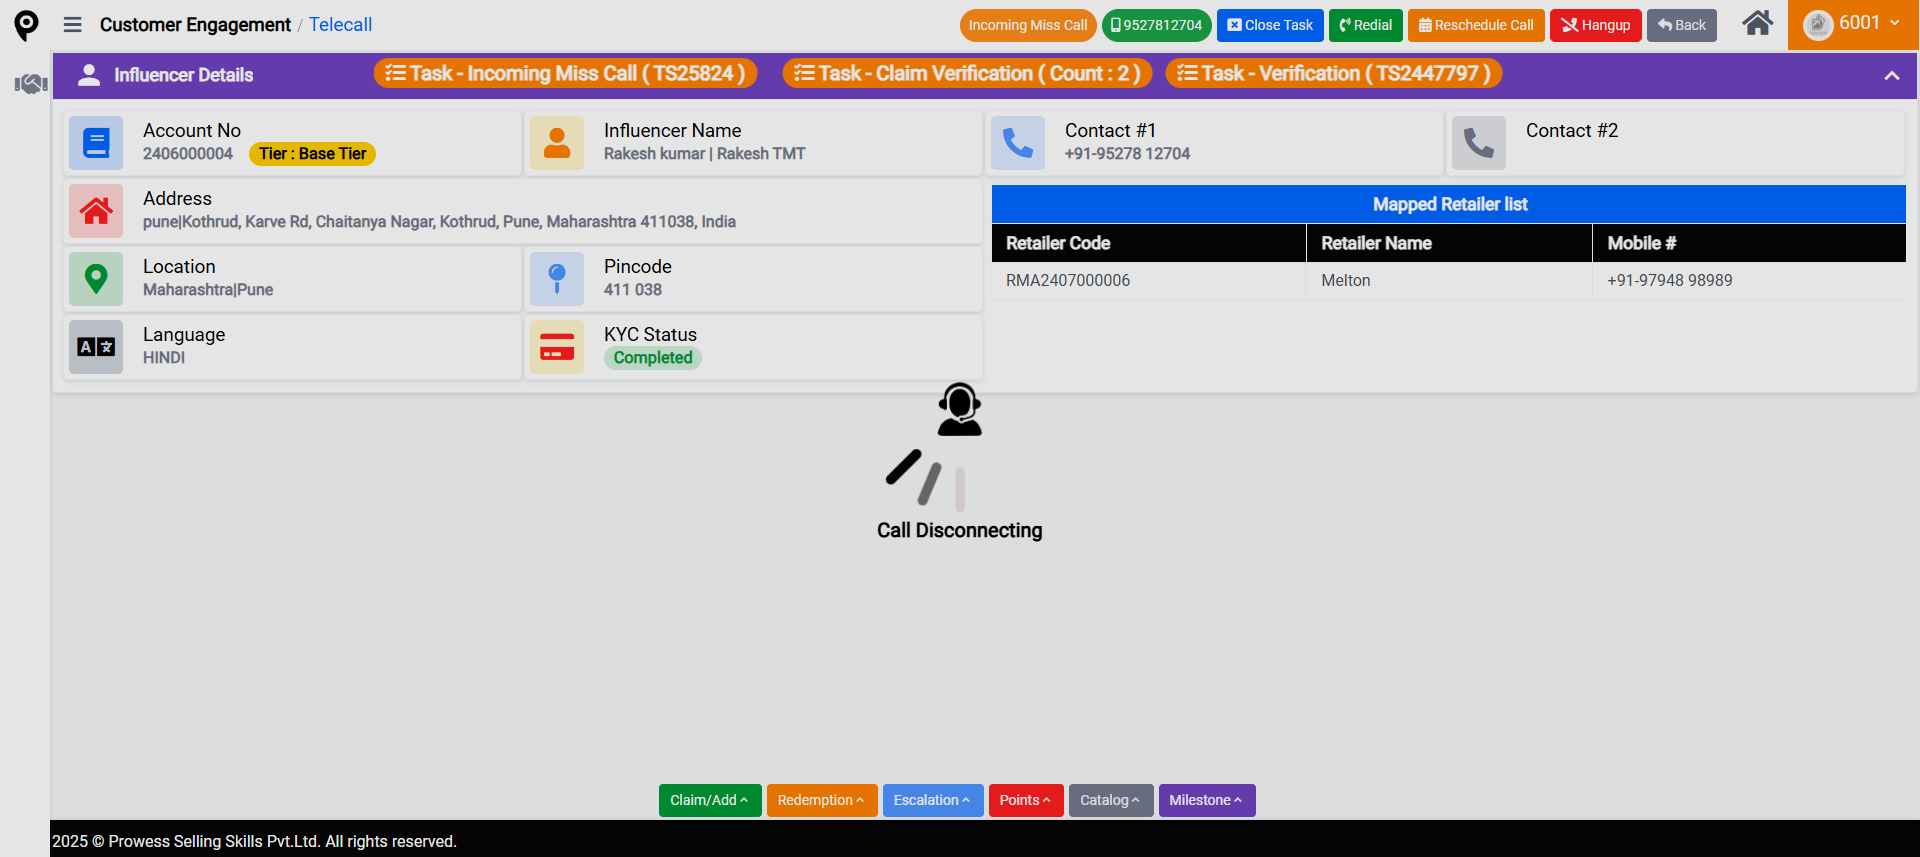 Customer Engagement / Telecall
Incoming Miss Call
9527812704
Close Task
Redial
Reschedule Call
Hangup
Back
6001
Influencer Details
Task - Incoming Miss Call ( TS25824 )
Task - Claim Verification ( Count : 2 )
Task - Verification ( TS2447797 )
Account No
2406000004 Tier : Base Tier
Influencer Name
Rakesh kumar | Rakesh TMT
Contact #1
+91-95278 12704
Contact #2
Address
pune|Kothrud, Karve Rd, Chaitanya Nagar, Kothrud, Pune, Maharashtra 411038, India
Mapped Retailer list
Retailer Code Retailer Name Mobile #
RMA2407000006 Melton +91-97948 98989
Location
Maharashtra|Pune
Pincode
411 038
Language
HINDI
KYC Status
Completed
Call Disconnecting
Claim/Add
Redemption
Escalation
Points
Catalog
Milestone
2025 © Prowess Selling Skills Pvt.Ltd. All rights reserved.